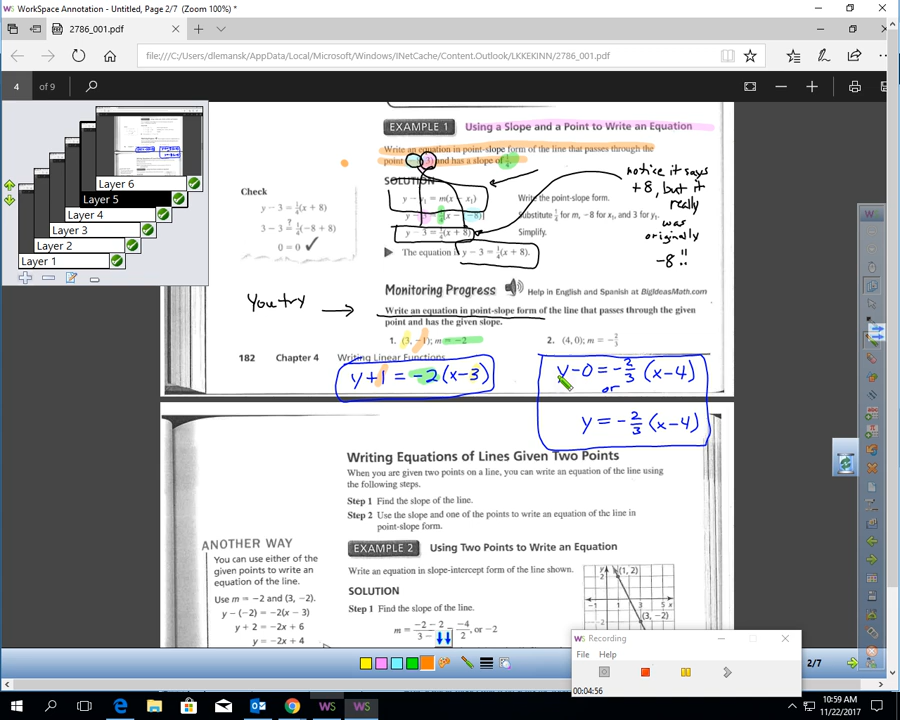 WorkSpace Annotation - Untitled, Page 2/7 (Zoom 100%) *
2786_001.pdf
file:///C:/Users/dlemansk/AppData/Local/Microsoft/Windows/INetCache/Content.Outlook/LKKEKINN/2786_001.pdf
4 of 9
Layer 6
Layer 5
Layer 4
Layer 3
Layer 2
Layer 1
EXAMPLE 1 Using a Slope and a Point to Write an Equation
Write an equation in point-slope form of the line that passes through the
point 3) and has a slope of 1/4
SOLUTION
y − y₁ = m(x − x₁) Write the point-slope form.
y − 3 = 1/4[x − (−8)] Substitute 1/4 for m, −8 for x₁, and 3 for y₁.
y − 3 = 1/4(x + 8) Simplify.
The equation is y − 3 = 1/4(x + 8).
notice it says
+8, but it
really
was
originally
-8 !!
Check
y − 3 = 1/4(x + 8)
3 − 3 ≟ 1/4(−8 + 8)
0 = 0 ✓
You try
Monitoring Progress Help in English and Spanish at BigIdeasMath.com
Write an equation in point-slope form of the line that passes through the given
point and has the given slope.
1. (3, −1); m = −2
2. (4, 0); m = −2/3
182 Chapter 4 Writing Linear Functions
y+1 = -2(x-3)
y-0 = -2/3 (x-4)
or
y = -2/3 (x-4)
Writing Equations of Lines Given Two Points
When you are given two points on a line, you can write an equation of the line using
the following steps.
Step 1 Find the slope of the line.
Step 2 Use the slope and one of the points to write an equation of the line in
point-slope form.
EXAMPLE 2 Using Two Points to Write an Equation
Write an equation in slope-intercept form of the line shown.
SOLUTION
Step 1 Find the slope of the line.
m = (−2 − 2)/(3 − = −4/2, or −2
ANOTHER WAY
You can use either of the
given points to write an
equation of the line.
Use m = −2 and (3, −2).
y − (−2) = −2(x − 3)
y + 2 = −2x + 6
y = −2x + 4
y
2
(1, 2)
−1 1 3 5 x
−2
(3, −2)
WS Recording
File Help
00:04:56
2/7
10:59 AM
11/22/2017